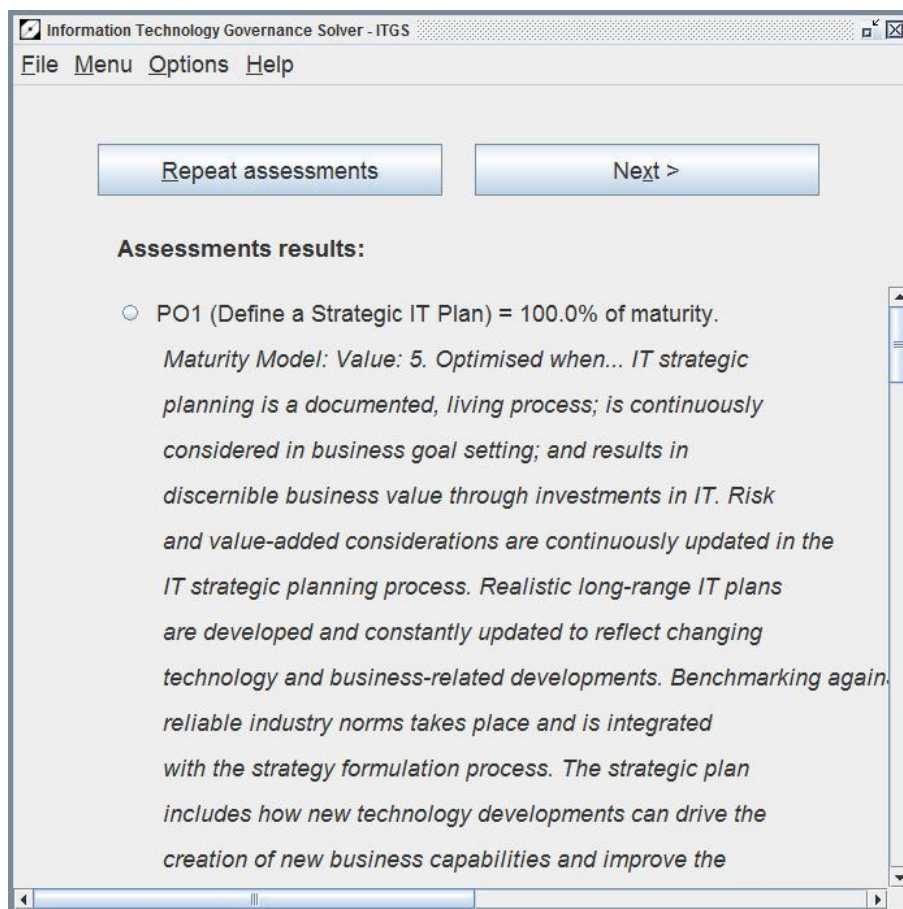 Information Technology Governance Solver - ITGS
File Menu Options Help
Repeat assessments
Next >
Assessments results:
PO1 (Define a Strategic IT Plan) = 100.0% of maturity.
Maturity Model: Value: 5. Optimised when... IT strategic
planning is a documented, living process; is continuously
considered in business goal setting; and results in
discernible business value through investments in IT. Risk
and value-added considerations are continuously updated in the
IT strategic planning process. Realistic long-range IT plans
are developed and constantly updated to reflect changing
technology and business-related developments. Benchmarking
reliable industry norms takes place and is integrated
with the strategy formulation process. The strategic plan
includes how new technology developments can drive the
creation of new business capabilities and improve the